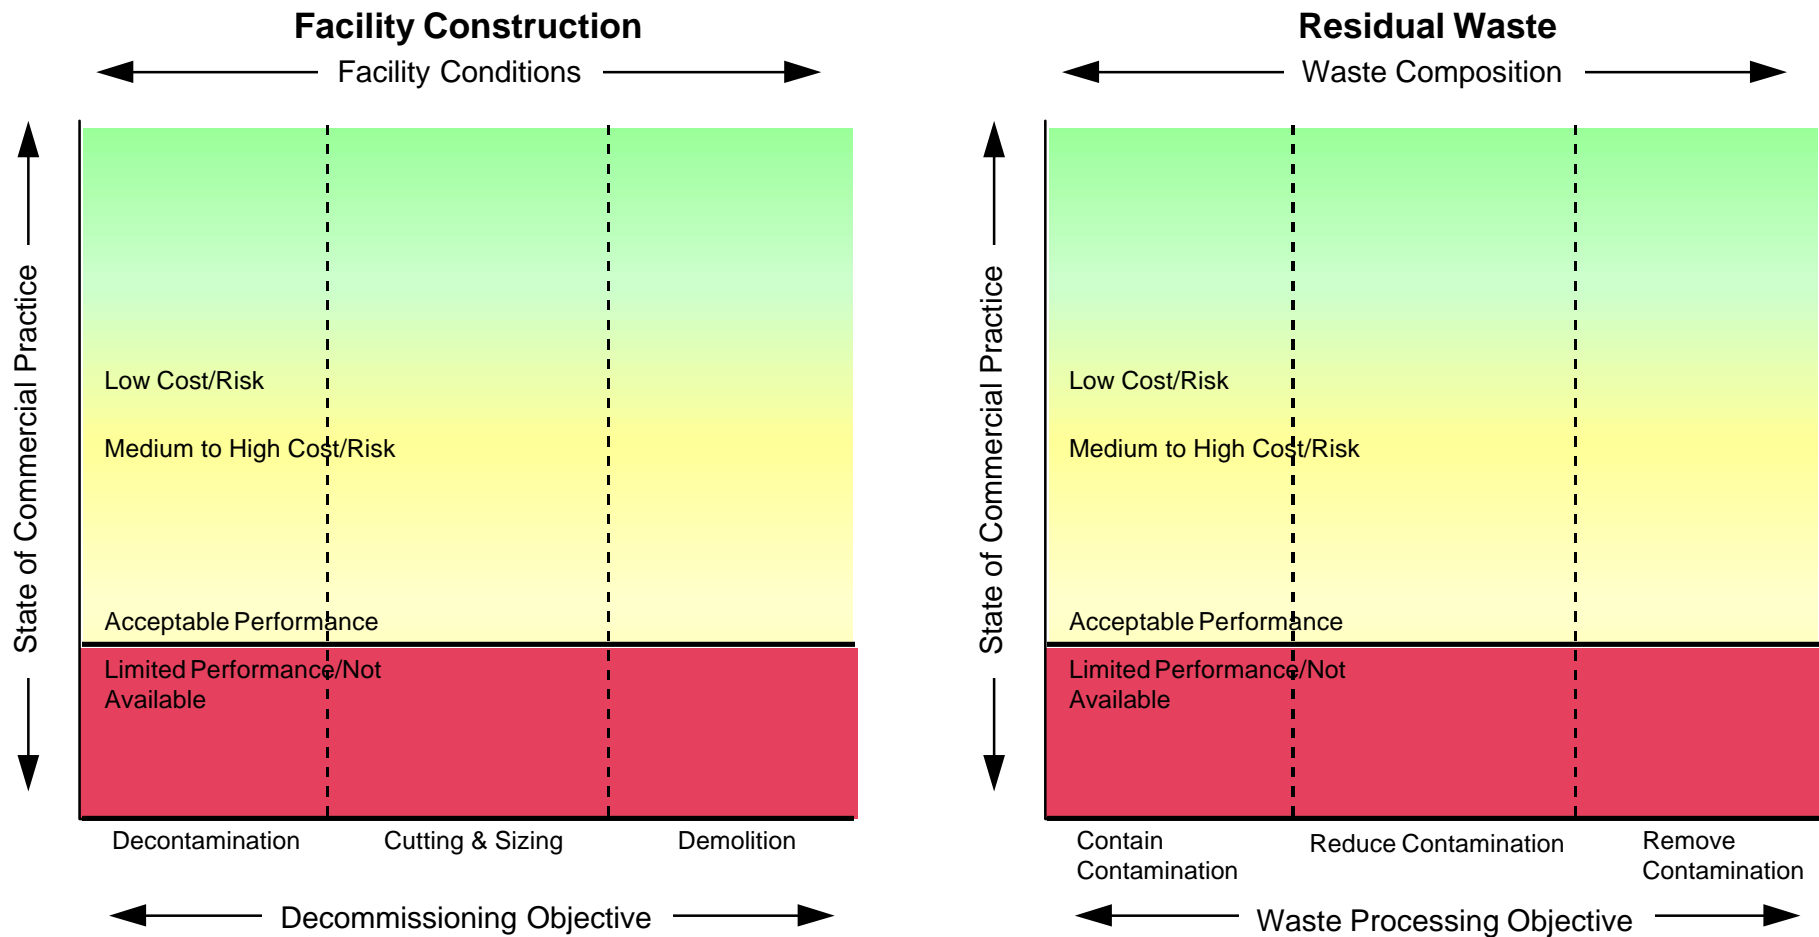 Facility Construction
Facility Conditions
State of Commercial Practice
Low Cost/Risk
Medium to High Cost/Risk
Acceptable Performance
Limited Performance/Not
Available
Decontamination
Cutting & Sizing
Demolition
Decommissioning Objective
Residual Waste
Waste Composition
State of Commercial Practice
Low Cost/Risk
Medium to High Cost/Risk
Acceptable Performance
Limited Performance/Not
Available
Contain
Contamination
Reduce Contamination
Remove
Contamination
Waste Processing Objective